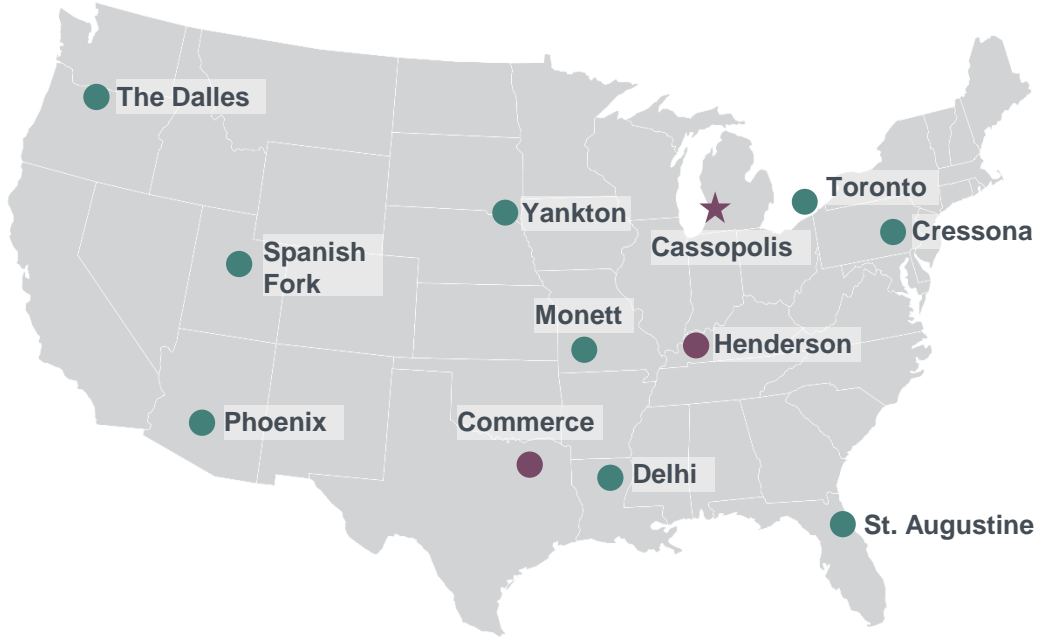 The Dalles
Toronto
Yankton
Cressona
Cassopolis
Spanish
Fork
Monett
Henderson
Phoenix
Commerce
Delhi
St. Augustine